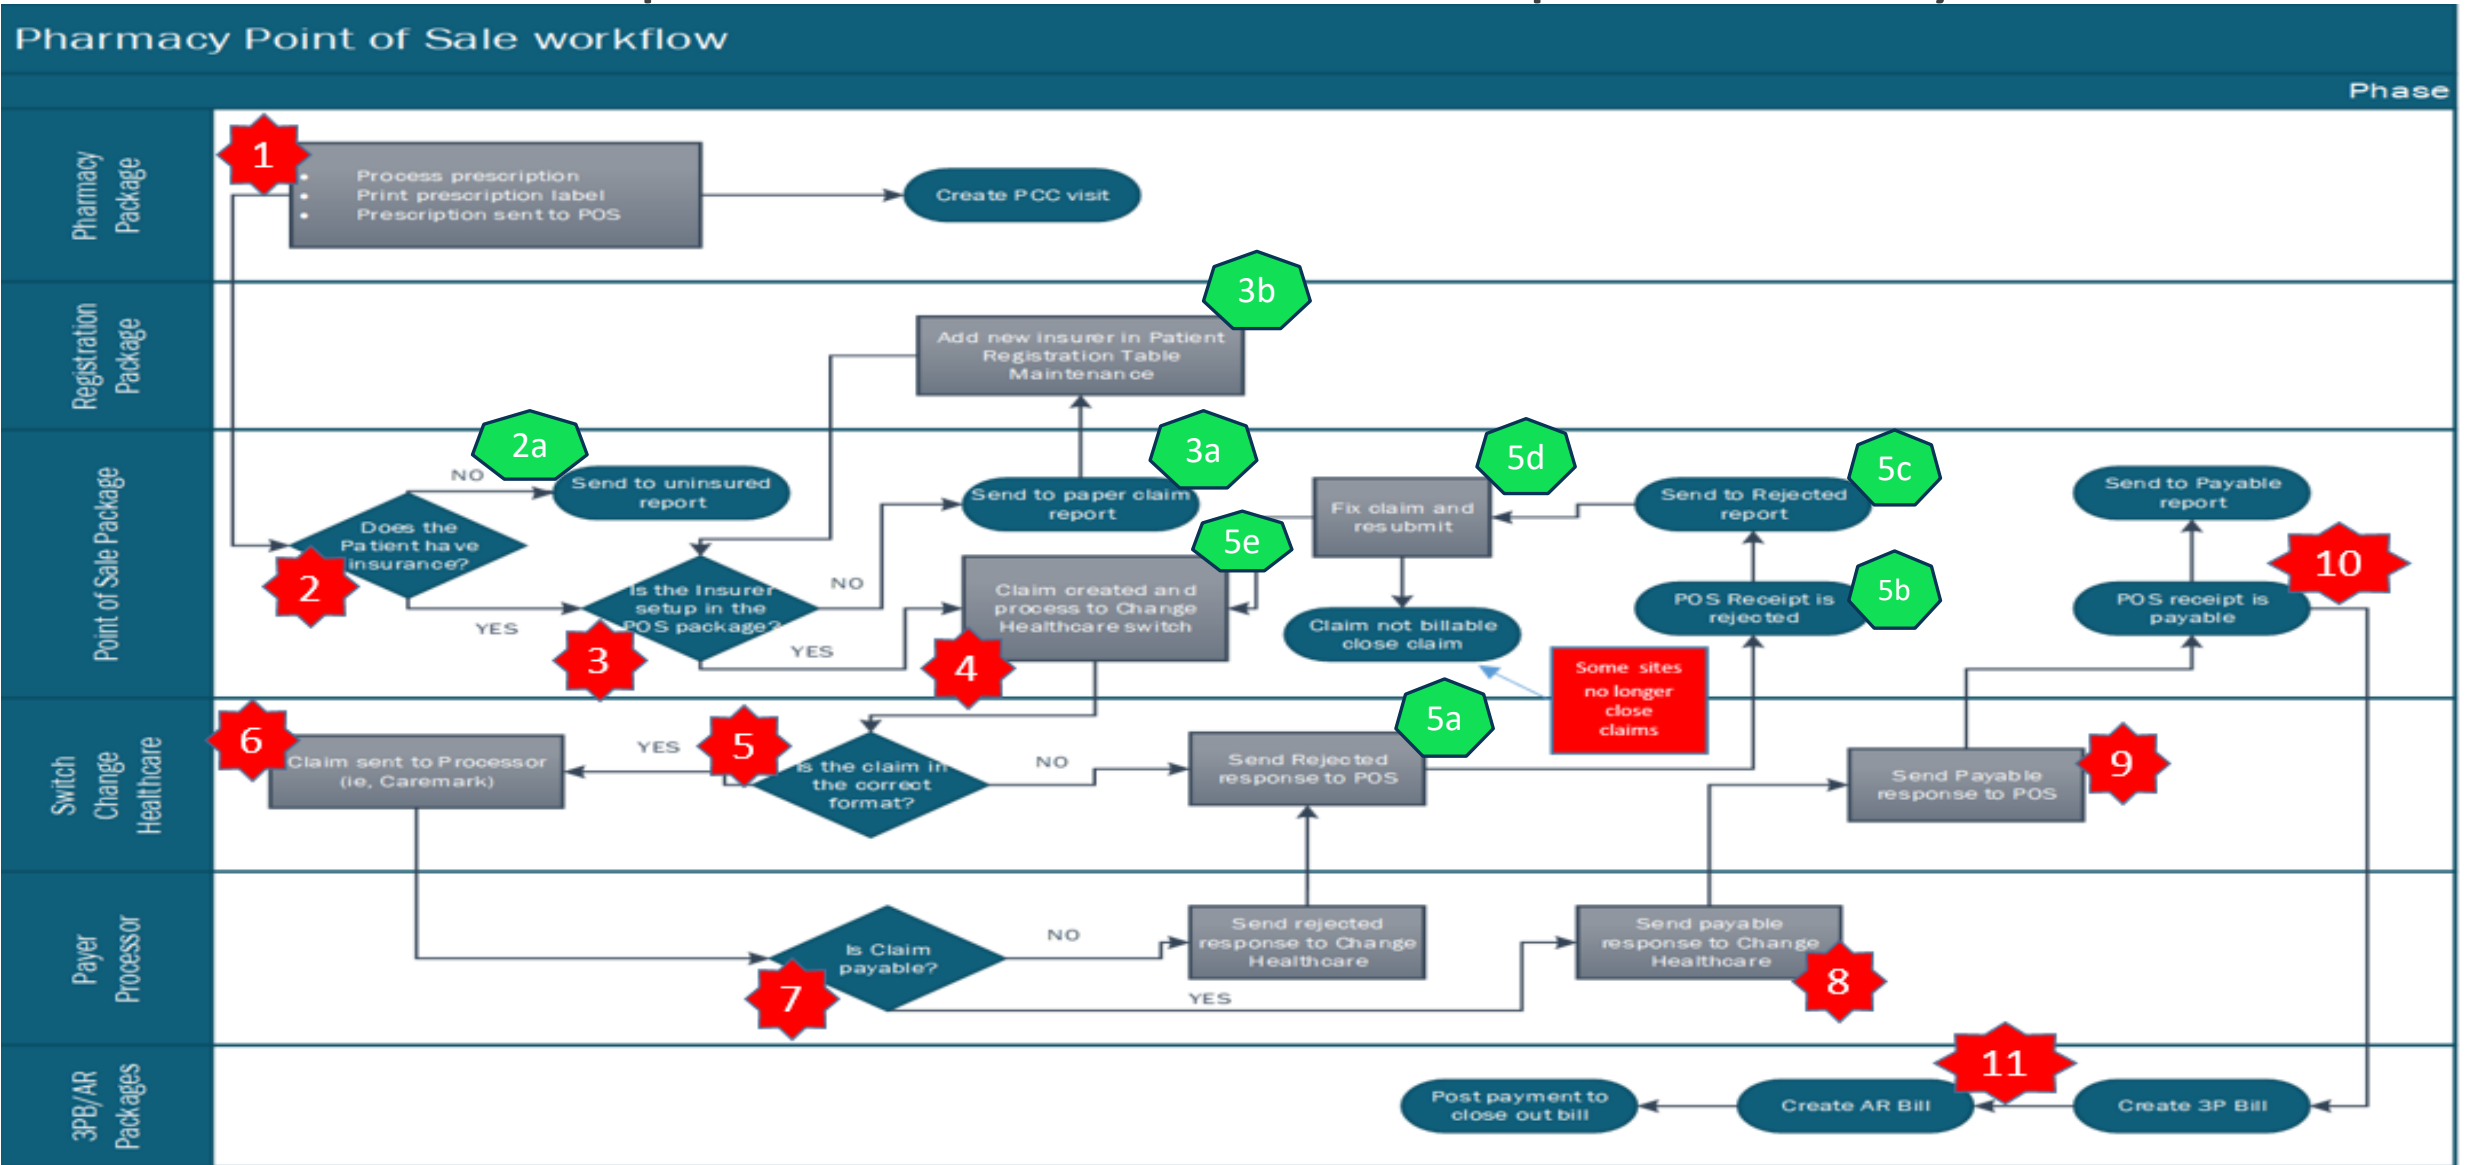 Pharmacy Point of Sale workflow
Phase
Pharmacy
Package
1
Process prescription
Print prescription label
Prescription sent to POS
Create PCC visit
Registration
Package
3b
Add new insurer in Patient
Registration Table
Maintenance
Point of Sale Package
2a
NO
Send to uninsured
report
Does the
Patient have
insurance?
2
YES
Is the Insurer
setup in the
POS package?
3
NO
YES
3a
Send to paper claim
report
5e
Claim created and
process to Change
Healthcare switch
4
5d
Fix claim and
resubmit
Claim not billable
close claim
Some sites
no longer
close
claims
5c
Send to Rejected
report
5b
POS Receipt is
rejected
Send to Payable
report
10
POS receipt is
payable
Switch
Change
Healthcare
6
Claim sent to Processor
(ie, Caremark)
YES
5
Is the claim in
the correct
format?
NO
5a
Send Rejected
response to POS
9
Send Payable
response to POS
Payer
Processor
Is Claim
payable?
7
NO
YES
Send rejected
response to Change
Healthcare
Send payable
response to Change
Healthcare
8
3PB/AR
Packages
Post payment to
close out bill
Create AR Bill
11
Create 3P Bill